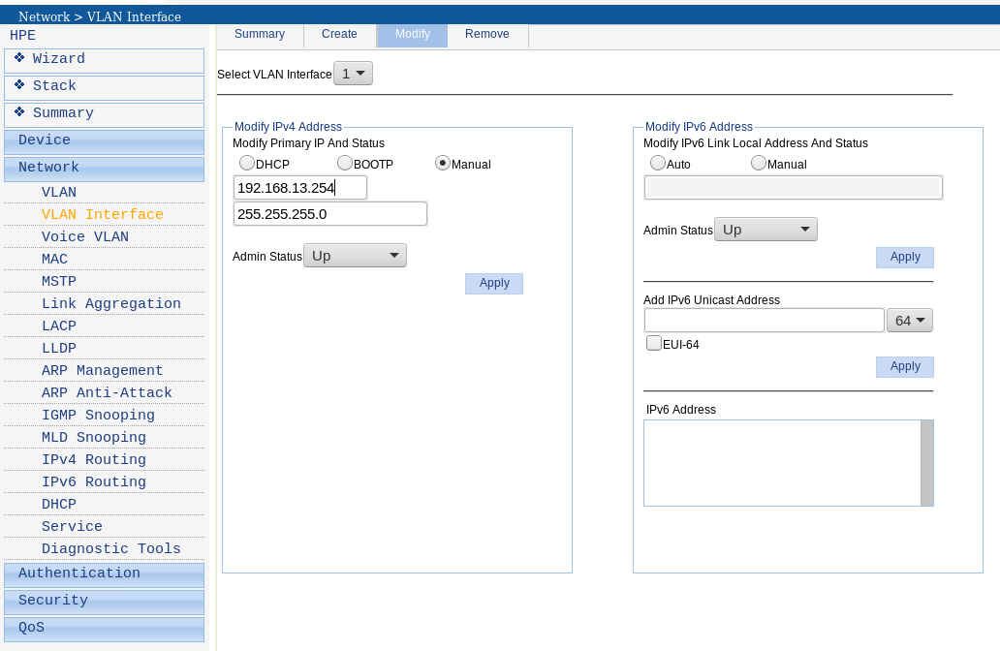 Network > VLAN Interface
HPE
❖ Wizard
❖ Stack
❖ Summary
Device
Network
VLAN
VLAN Interface
Voice VLAN
MAC
MSTP
Link Aggregation
LACP
LLDP
ARP Management
ARP Anti-Attack
IGMP Snooping
MLD Snooping
IPv4 Routing
IPv6 Routing
DHCP
Service
Diagnostic Tools
Authentication
Security
QoS
Summary Create Modify Remove
Select VLAN Interface 1
Modify IPv4 Address
Modify Primary IP And Status
DHCP BOOTP Manual
192.168.13.254
255.255.255.0
Admin Status Up
Apply
Modify IPv6 Address
Modify IPv6 Link Local Address And Status
Auto Manual
Admin Status Up
Apply
Add IPv6 Unicast Address
64
EUI-64
Apply
IPv6 Address